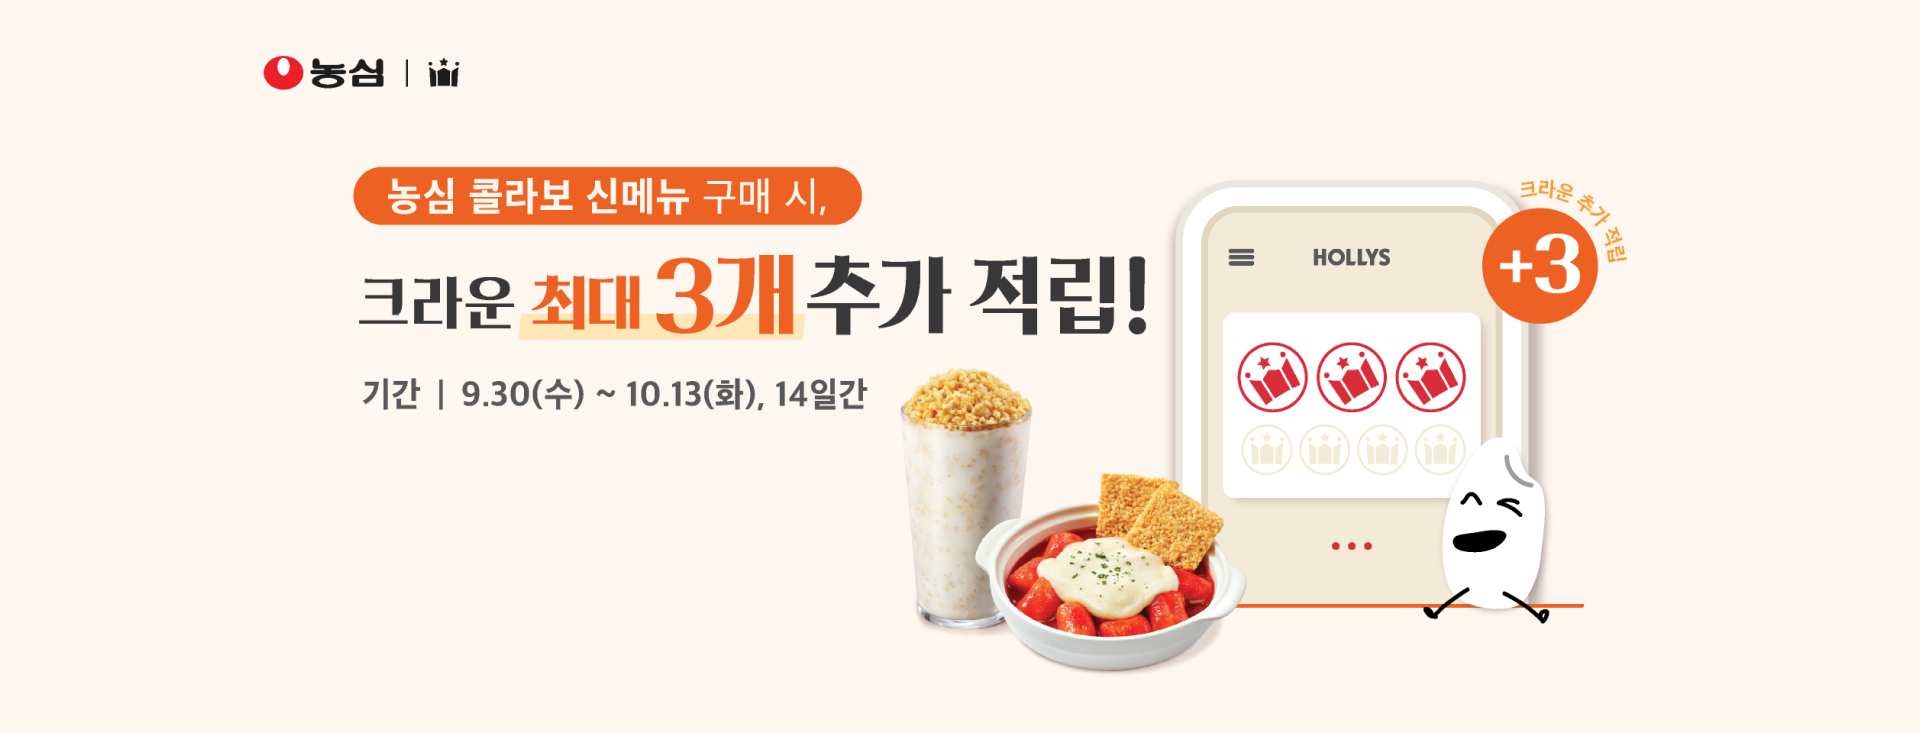 농심
농심 콜라보 신메뉴 구매 시,
크라운 최대 3개 추가 적립!
기간 | 9.30(수) ~ 10.13(화), 14일간
HOLLYS
크라운 추가 적립
+3